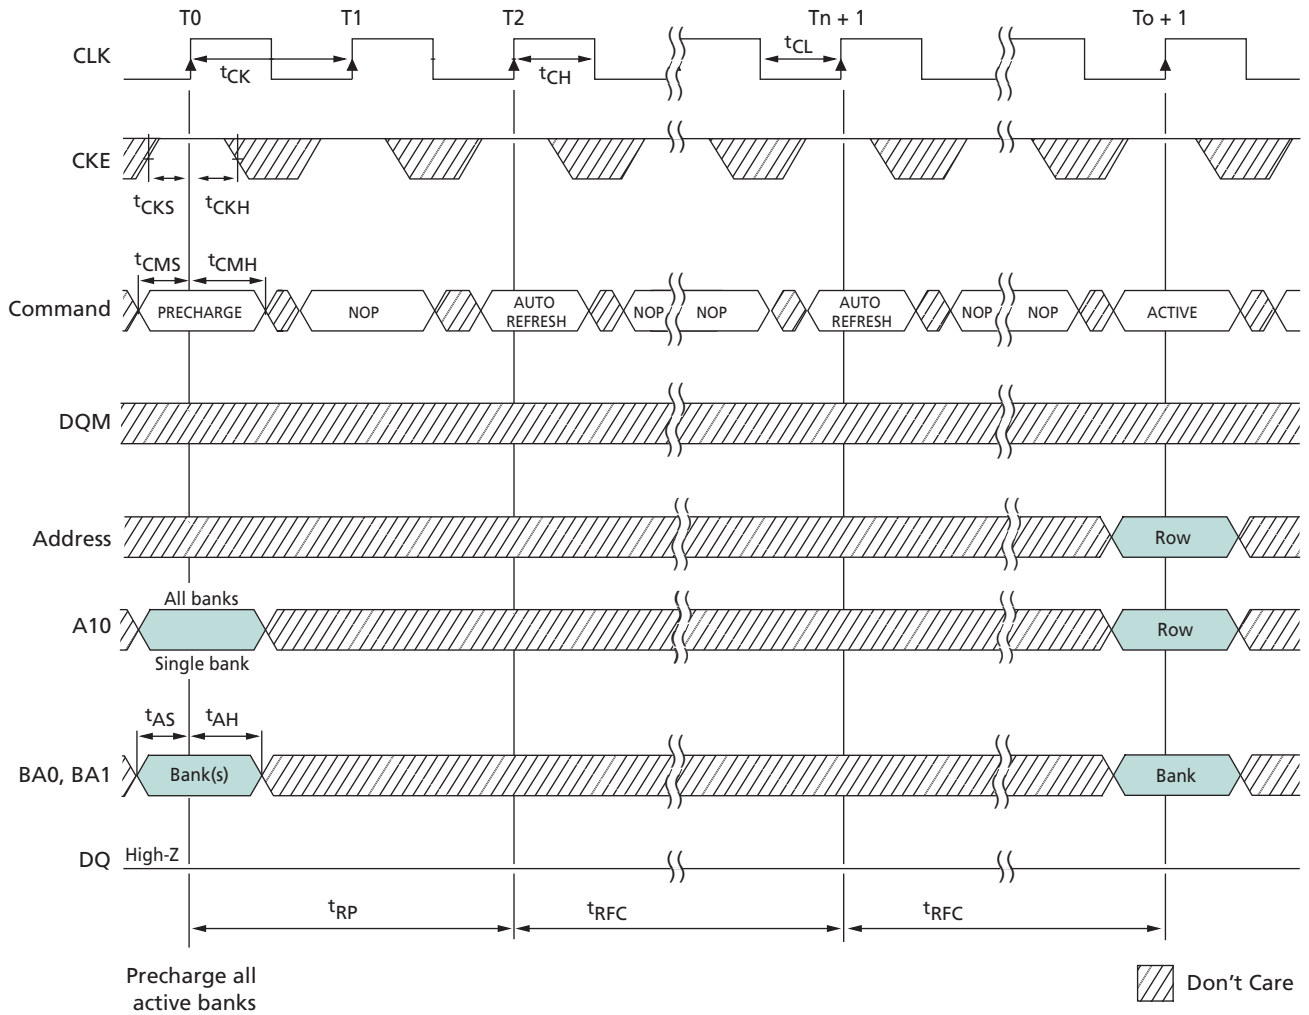 T0 T1 T2 Tn + 1 To + 1
CLK
tCK tCH tCL
CKE
tCKS tCKH
tCMS tCMH
Command PRECHARGE NOP AUTO REFRESH NOP NOP AUTO REFRESH NOP NOP ACTIVE
DQM
Address Row
All banks
A10 Row
Single bank
tAS tAH
BA0, BA1 Bank(s) Bank
DQ High-Z
tRP tRFC tRFC
Precharge all
active banks
Don't Care